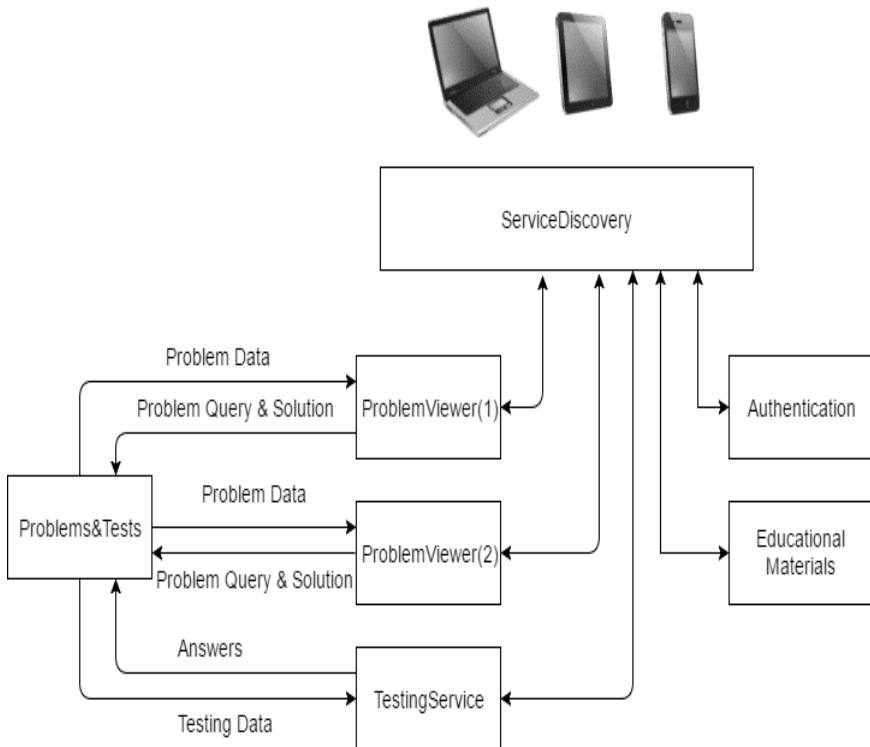 ServiceDiscovery
Problem Data
ProblemViewer(1)
Problem Query & Solution
Authentication
Problem Data
Problems&Tests
ProblemViewer(2)
Educational
Materials
Problem Query & Solution
Answers
TestingService
Testing Data